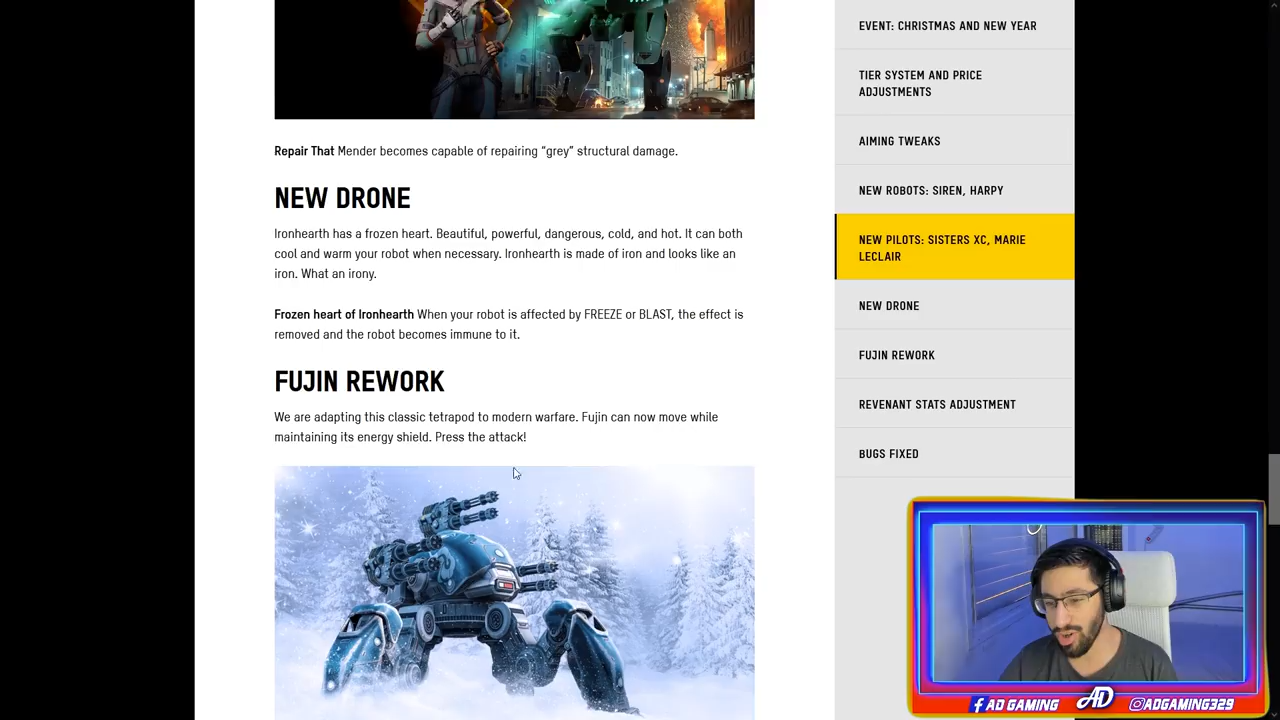 Repair That Mender becomes capable of repairing “grey” structural damage.
NEW DRONE
Ironhearth has a frozen heart. Beautiful, powerful, dangerous, cold, and hot. It can both
cool and warm your robot when necessary. Ironhearth is made of iron and looks like an
iron. What an irony.
Frozen heart of Ironhearth When your robot is affected by FREEZE or BLAST, the effect is
removed and the robot becomes immune to it.
FUJIN REWORK
We are adapting this classic tetrapod to modern warfare. Fujin can now move while
maintaining its energy shield. Press the attack!
EVENT: CHRISTMAS AND NEW YEAR
TIER SYSTEM AND PRICE
ADJUSTMENTS
AIMING TWEAKS
NEW ROBOTS: SIREN, HARPY
NEW PILOTS: SISTERS XC, MARIE
LECLAIR
NEW DRONE
FUJIN REWORK
REVENANT STATS ADJUSTMENT
BUGS FIXED
AD GAMING
AD
@ADGAMING329